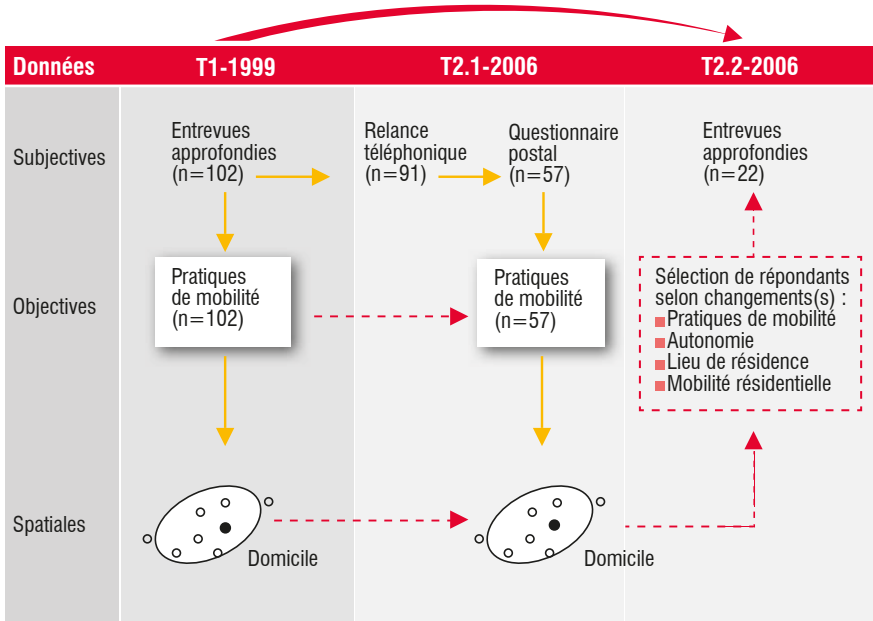 Données
T1-1999
T2.1-2006
T2.2-2006
Subjectives
Entrevues
approfondies
(n=102)
Relance
téléphonique
(n=91)
Questionnaire
postal
(n=57)
Entrevues
approfondies
(n=22)
Objectives
Pratiques
de mobilité
(n=102)
Pratiques
de mobilité
(n=57)
Sélection de répondants
selon changements(s) :
Pratiques de mobilité
Autonomie
Lieu de résidence
Mobilité résidentielle
Spatiales
Domicile
Domicile